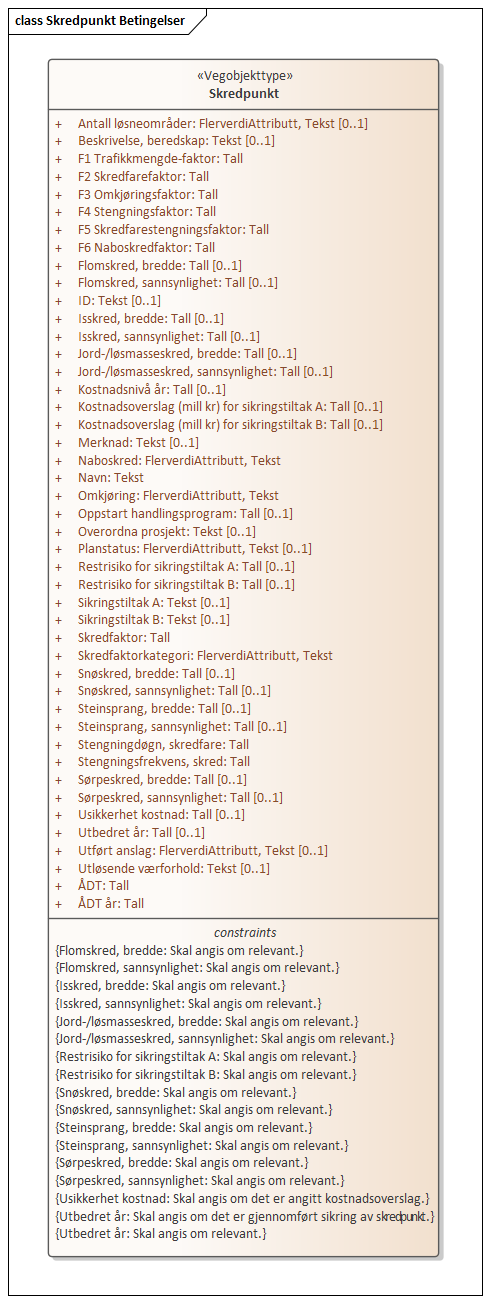 class Skredpunkt Betingelser
«Vegobjekttype»
Skredpunkt
+ Antall løsneområder: FlerverdiAttributt, Tekst [0..1]
+ Beskrivelse, beredskap: Tekst [0..1]
+ F1 Trafikkmengde-faktor: Tall
+ F2 Skredfarefaktor: Tall
+ F3 Omkjøringsfaktor: Tall
+ F4 Stengningsfaktor: Tall
+ F5 Skredfarestengningsfaktor: Tall
+ F6 Naboskredfaktor: Tall
+ Flomskred, bredde: Tall [0..1]
+ Flomskred, sannsynlighet: Tall [0..1]
+ ID: Tekst [0..1]
+ Isskred, bredde: Tall [0..1]
+ Isskred, sannsynlighet: Tall [0..1]
+ Jord-/løsmasseskred, bredde: Tall [0..1]
+ Jord-/løsmasseskred, sannsynlighet: Tall [0..1]
+ Kostnadsnivå år: Tall [0..1]
+ Kostnadsoverslag (mill kr) for sikringstiltak A: Tall [0..1]
+ Kostnadsoverslag (mill kr) for sikringstiltak B: Tall [0..1]
+ Merknad: Tekst [0..1]
+ Naboskred: FlerverdiAttributt, Tekst
+ Navn: Tekst
+ Omkjøring: FlerverdiAttributt, Tekst
+ Oppstart handlingsprogram: Tall [0..1]
+ Overordna prosjekt: Tekst [0..1]
+ Planstatus: FlerverdiAttributt, Tekst [0..1]
+ Restrisiko for sikringstiltak A: Tall [0..1]
+ Restrisiko for sikringstiltak B: Tall [0..1]
+ Sikringstiltak A: Tekst [0..1]
+ Sikringstiltak B: Tekst [0..1]
+ Skredfaktor: Tall
+ Skredfaktorkategori: FlerverdiAttributt, Tekst
+ Snøskred, bredde: Tall [0..1]
+ Snøskred, sannsynlighet: Tall [0..1]
+ Steinsprang, bredde: Tall [0..1]
+ Steinsprang, sannsynlighet: Tall [0..1]
+ Stengningdøgn, skredfare: Tall
+ Stengningsfrekvens, skred: Tall
+ Sørpeskred, bredde: Tall [0..1]
+ Sørpeskred, sannsynlighet: Tall [0..1]
+ Usikkerhet kostnad: Tall [0..1]
+ Utbedret år: Tall [0..1]
+ Utført anslag: FlerverdiAttributt, Tekst [0..1]
+ Utløsende værforhold: Tekst [0..1]
+ ÅDT: Tall
+ ÅDT år: Tall
constraints
{Flomskred, bredde: Skal angis om relevant.}
{Flomskred, sannsynlighet: Skal angis om relevant.}
{Isskred, bredde: Skal angis om relevant.}
{Isskred, sannsynlighet: Skal angis om relevant.}
{Jord-/løsmasseskred, bredde: Skal angis om relevant.}
{Jord-/løsmasseskred, sannsynlighet: Skal angis om relevant.}
{Restrisiko for sikringstiltak A: Skal angis om relevant.}
{Restrisiko for sikringstiltak B: Skal angis om relevant.}
{Snøskred, bredde: Skal angis om relevant.}
{Snøskred, sannsynlighet: Skal angis om relevant.}
{Steinsprang, bredde: Skal angis om relevant.}
{Steinsprang, sannsynlighet: Skal angis om relevant.}
{Sørpeskred, bredde: Skal angis om relevant.}
{Sørpeskred, sannsynlighet: Skal angis om relevant.}
{Usikkerhet kostnad: Skal angis om det er angitt kostnadsoverslag.}
{Utbedret år: Skal angis om det er gjennomført sikring av skredpunkt.}
{Utbedret år: Skal angis om relevant.}